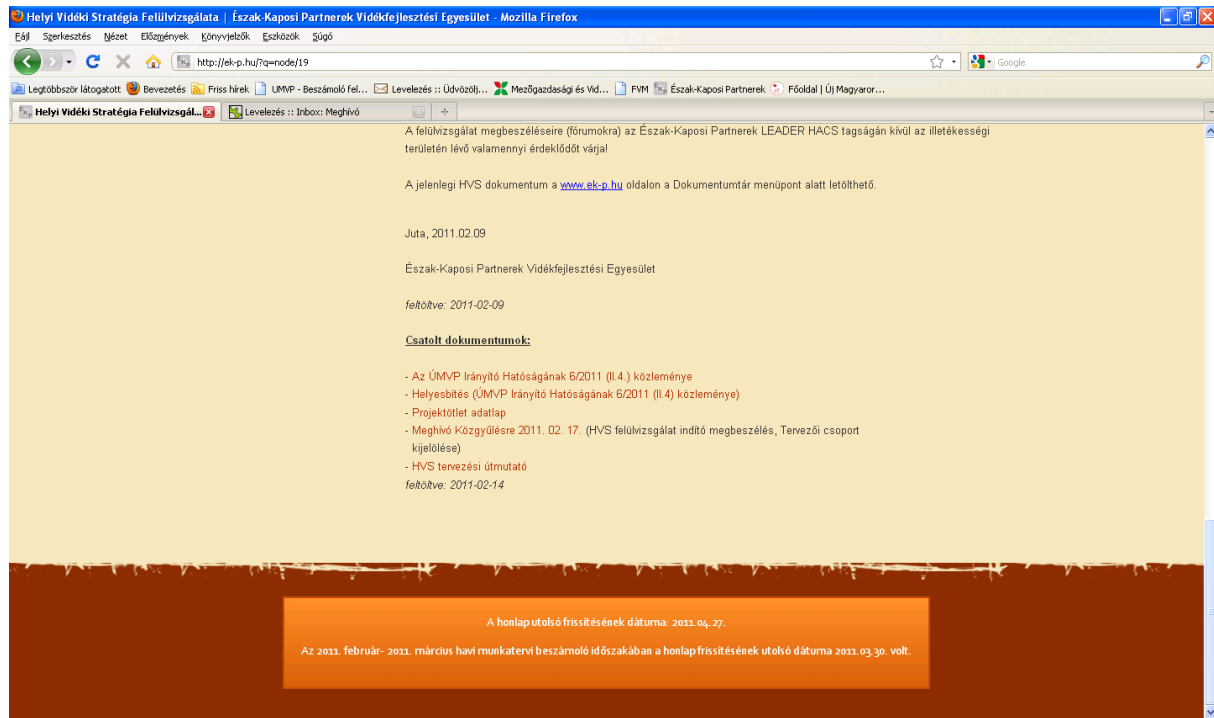 Helyi Vidéki Stratégia Felülvizsgálata | Észak-Kaposi Partnerek Vidékfejlesztési Egyesület - Mozilla Firefox
Fájl Szerkesztés Nézet Előzmények Könyvjelzők Eszközök Súgó
http://ek-p.hu/?q=node/19
Google
Legtöbbször látogatott Bevezetés Friss hírek UMVP - Beszámoló fel... Levelezés :: Üdvözölj... Mezőgazdasági és Vid... FVM Észak-Kaposi Partnerek Főoldal | Új Magyaror...
Helyi Vidéki Stratégia Felülvizsgál... Levelezés :: Inbox: Meghívó
A felülvizsgálat megbeszéléseire (fórumokra) az Észak-Kaposi Partnerek LEADER HACS tagságán kívül az illetékességi
területén lévő valamennyi érdeklődőt várja!
A jelenlegi HVS dokumentum a www.ek-p.hu oldalon a Dokumentumtár menüpont alatt letölthető.
Juta, 2011.02.09
Észak-Kaposi Partnerek Vidékfejlesztési Egyesület
feltöltve: 2011-02-09
Csatolt dokumentumok:
- Az ÚMVP Irányító Hatóságának 6/2011 (II.4.) közleménye
- Helyesbítés (ÚMVP Irányító Hatóságának 6/2011 (II.4) közleménye)
- Projektötlet adatlap
- Meghívó Közgyűlésre 2011. 02. 17. (HVS felülvizsgálat indító megbeszélés, Tervezői csoport
kijelölése)
- HVS tervezési útmutató
feltöltve: 2011-02-14
A honlap utolsó frissítésének dátuma: 2011.04.27.
Az 2011. február- 2011. március havi munkatervi beszámoló időszakában a honlap frissítésének utolsó dátuma 2011.03.30. volt.